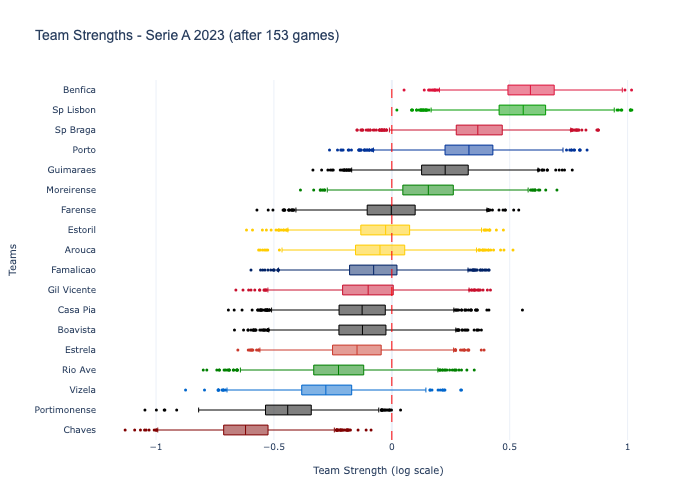 Team Strengths - Serie A 2023 (after 153 games)
Benfica
Sp Lisbon
Sp Braga
Porto
Guimaraes
Moreirense
Farense
Estoril
Arouca
Famalicao
Gil Vicente
Casa Pia
Boavista
Estrela
Rio Ave
Vizela
Portimonense
Chaves
Teams
−1
−0.5
0
0.5
1
Team Strength (log scale)